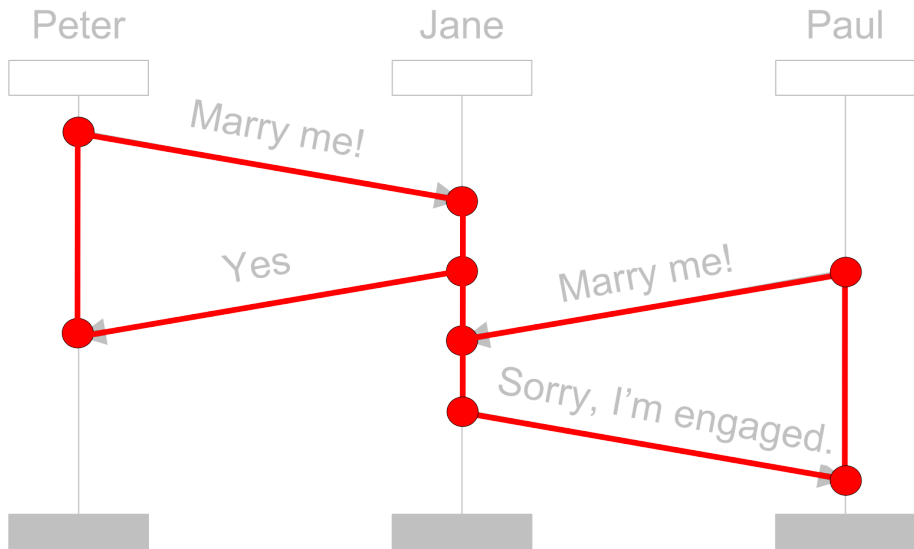 Peter
Jane
Paul
Marry me!
Yes
Marry me!
Sorry, I’m engaged.